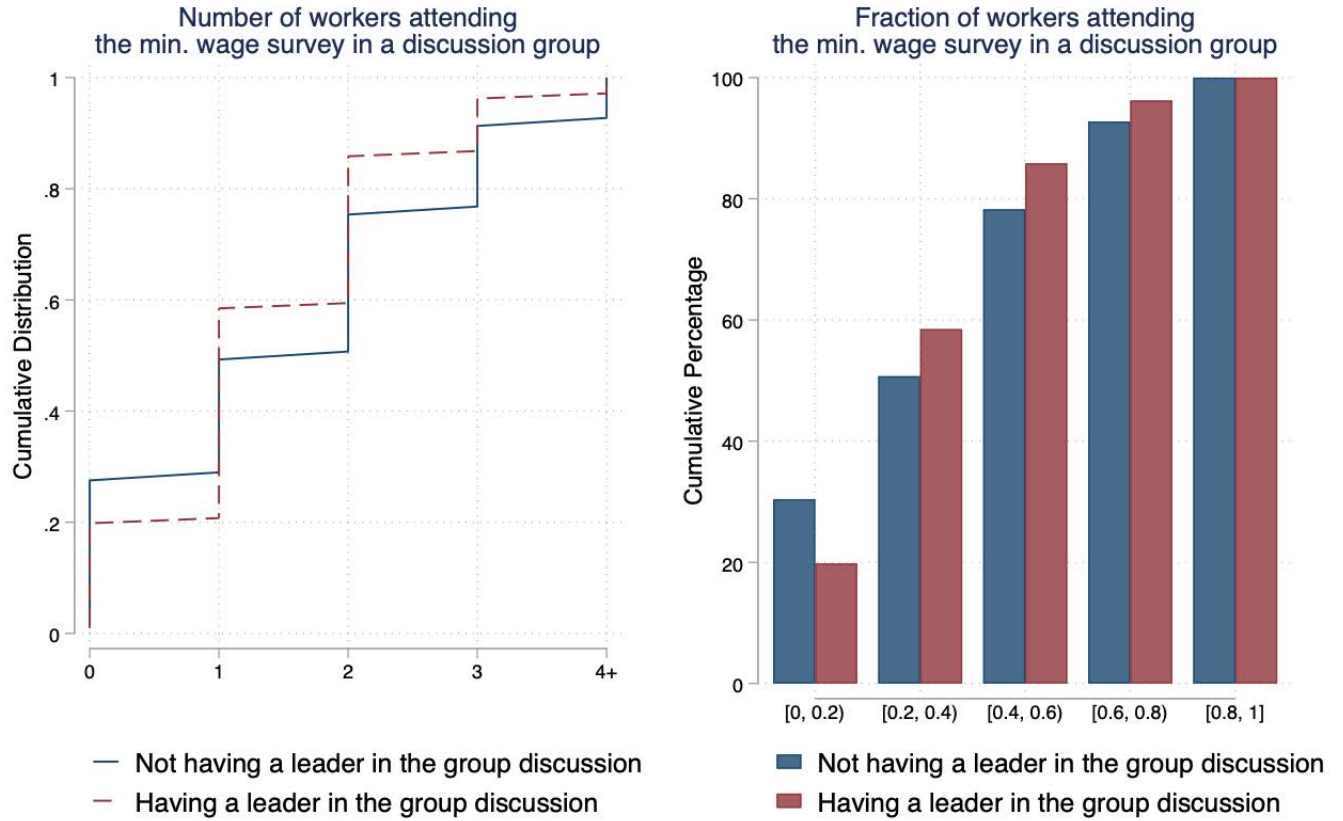 Number of workers attending
the min. wage survey in a discussion group
Cumulative Distribution
1
.8
.6
.4
.2
0
0 1 2 3 4+
Not having a leader in the group discussion
Having a leader in the group discussion
Fraction of workers attending
the min. wage survey in a discussion group
Cumulative Percentage
100
80
60
40
20
0
[0, 0.2) [0.2, 0.4) [0.4, 0.6) [0.6, 0.8) [0.8, 1]
Not having a leader in the group discussion
Having a leader in the group discussion